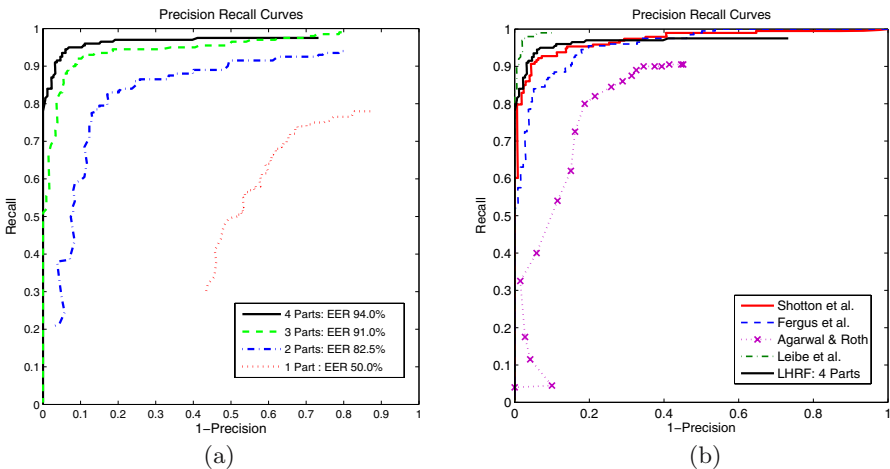 Precision Recall Curves
1
0.9
0.8
0.7
0.6
0.5
0.4
0.3
0.2
0.1
0
Recall
4 Parts: EER 94.0%
3 Parts: EER 91.0%
2 Parts: EER 82.5%
1 Part : EER 50.0%
0 0.1 0.2 0.3 0.4 0.5 0.6 0.7 0.8 0.9 1
1−Precision
(a)
Precision Recall Curves
1
0.9
0.8
0.7
0.6
0.5
0.4
0.3
0.2
0.1
0
Recall
Shotton et al.
Fergus et al.
Agarwal & Roth
Leibe et al.
LHRF: 4 Parts
0 0.2 0.4 0.6 0.8 1
1−Precision
(b)